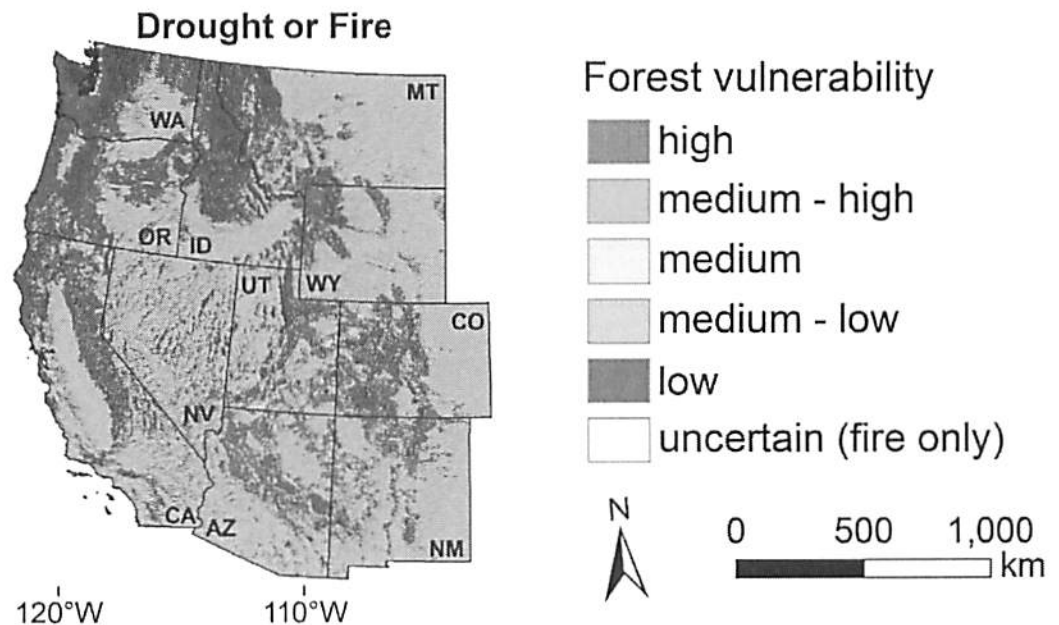 Drought or Fire
MT
WA
OR
ID
UT
WY
CO
NV
CA
AZ
NM
120°W
110°W
Forest vulnerability
high
medium - high
medium
medium - low
low
uncertain (fire only)
N
0 500 1,000
km